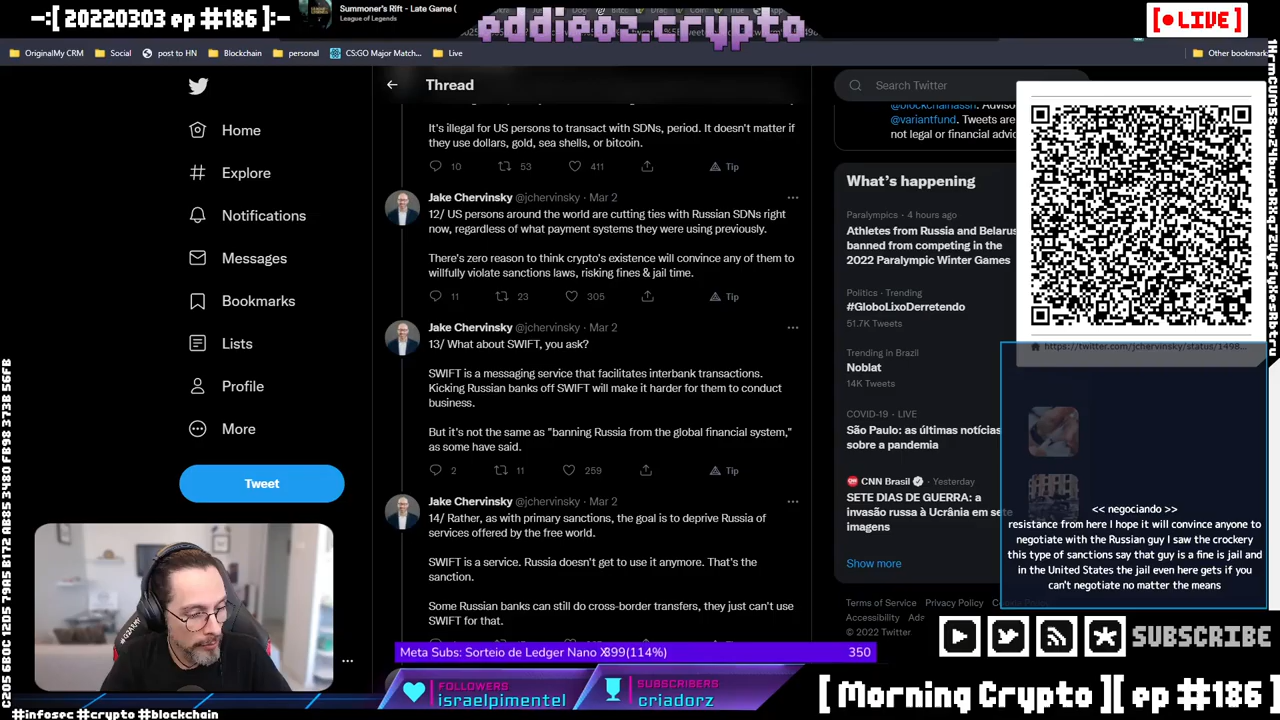 -:[ 20220303 ep #186 ]:-
Summoner's Rift - Late Game (
League of Legends
eddieoz.crypto
[•LIVE]
OriginalMy CRM
Social
post to HN
Blockchain
personal
CS:GO Major Match...
Live
Other bookmark
Home
Explore
Notifications
Messages
Bookmarks
Lists
Profile
More
Tweet
Thread
It's illegal for US persons to transact with SDNs, period. It doesn't matter if
they use dollars, gold, sea shells, or bitcoin.
10 53 411 Tip
Jake Chervinsky @jchervinsky · Mar 2
12/ US persons around the world are cutting ties with Russian SDNs right
now, regardless of what payment systems they were using previously.
There's zero reason to think crypto's existence will convince any of them to
willfully violate sanctions laws, risking fines & jail time.
11 23 305 Tip
Jake Chervinsky @jchervinsky · Mar 2
13/ What about SWIFT, you ask?
SWIFT is a messaging service that facilitates interbank transactions.
Kicking Russian banks off SWIFT will make it harder for them to conduct
business.
But it's not the same as "banning Russia from the global financial system,"
as some have said.
2 11 259 Tip
Jake Chervinsky @jchervinsky · Mar 2
14/ Rather, as with primary sanctions, the goal is to deprive Russia of
services offered by the free world.
SWIFT is a service. Russia doesn't get to use it anymore. That's the
sanction.
Some Russian banks can still do cross-border transfers, they just can't use
SWIFT for that.
Search Twitter
@variantfund. Tweets are
not legal or financial advic
What's happening
Paralympics · 4 hours ago
Athletes from Russia and Belarus
banned from competing in the
2022 Paralympic Winter Games
Politics · Trending
#GloboLixoDerretendo
51.7K Tweets
Trending in Brazil
Noblat
14K Tweets
COVID-19 · LIVE
São Paulo: as últimas notícias
sobre a pandemia
CNN Brasil · Yesterday
SETE DIAS DE GUERRA: a
invasão russa à Ucrânia em sete
imagens
Show more
Terms of Service Privacy Policy
© 2022 Twitter
https://twitter.com/jchervinsky/status/1498...
<< negociando >>
resistance from here I hope it will convince anyone to
negotiate with the Russian guy I saw the crockery
this type of sanctions say that guy is a fine is jail and
in the United States the jail even here gets if you
can't negotiate no matter the means
SUBSCRIBE
Meta Subs: Sorteio de Ledger Nano X 399(114%) 350
FOLLOWERS
israelpimentel
SUBSCRIBERS
criadorz
[ Morning Crypto ][ ep #186 ]
#infosec #crypto #blockchain